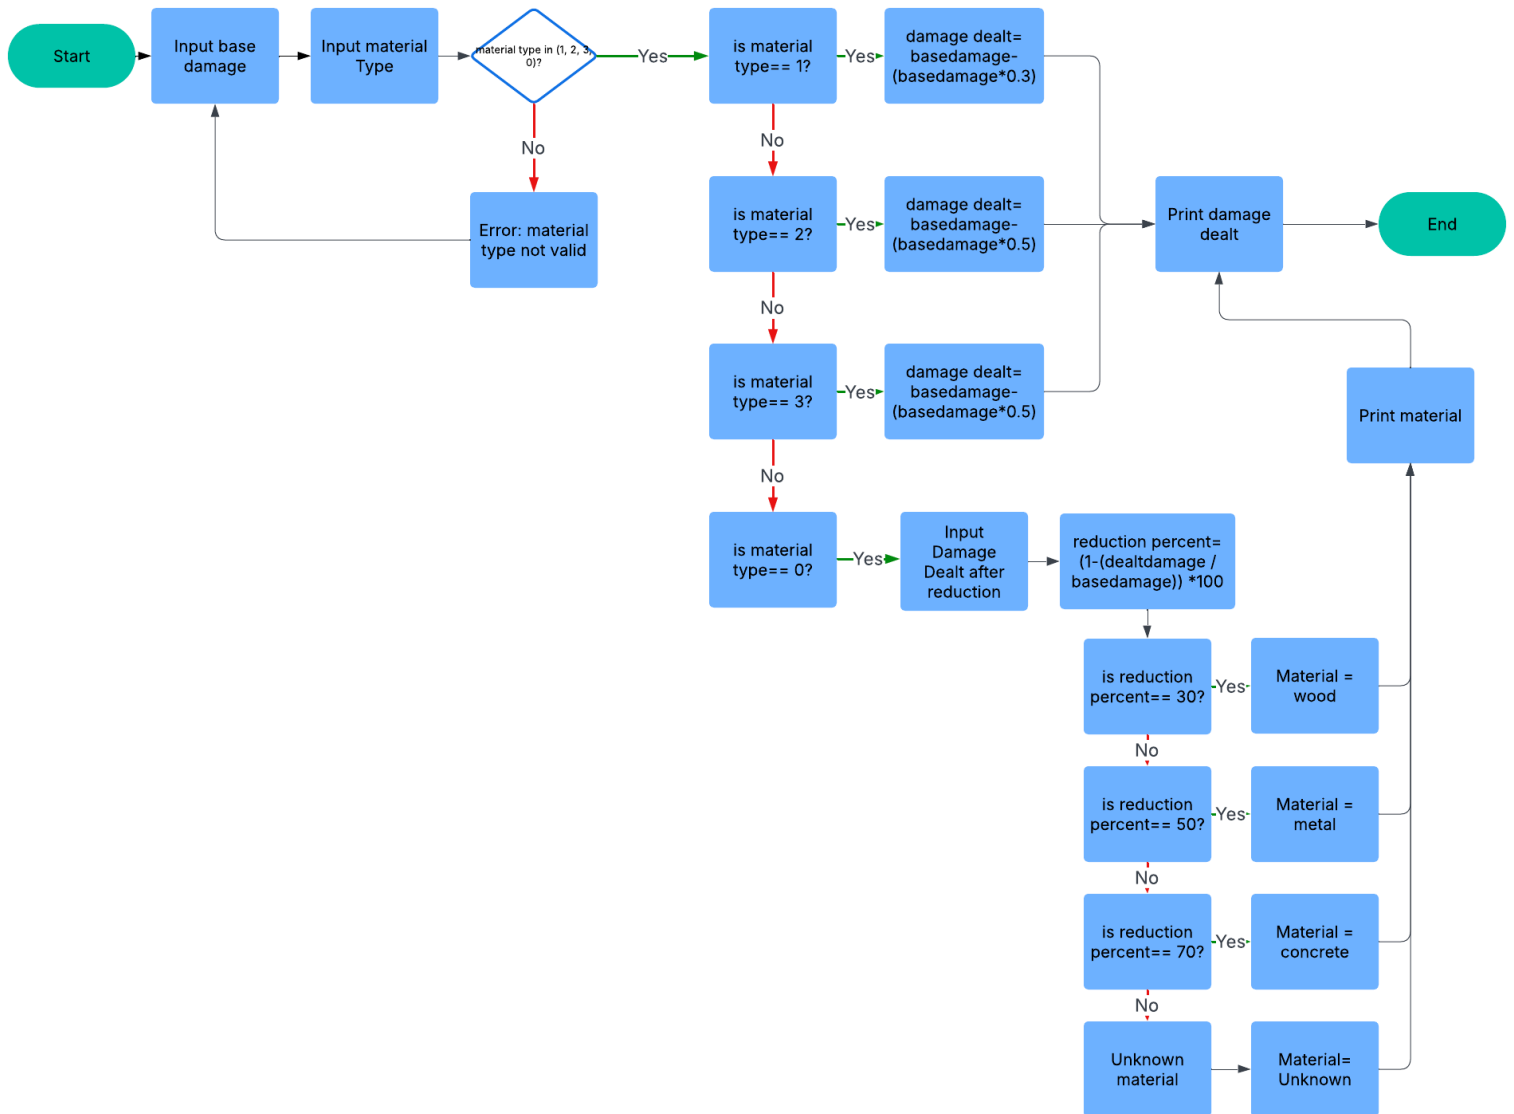 Start
Input base
damage
Input material
Type
material type in (1, 2, 3,
0)?
Yes
is material
type== 1?
Yes
damage dealt=
basedamage-
(basedamage*0.3)
No
No
Error: material
type not valid
is material
type== 2?
Yes
damage dealt=
basedamage-
(basedamage*0.5)
Print damage
dealt
End
No
is material
type== 3?
Yes
damage dealt=
basedamage-
(basedamage*0.5)
Print material
No
is material
type== 0?
Yes
Input
Damage
Dealt after
reduction
reduction percent=
(1-(dealtdamage /
basedamage)) *100
is reduction
percent== 30?
Yes
Material =
wood
No
is reduction
percent== 50?
Yes
Material =
metal
No
is reduction
percent== 70?
Yes
Material =
concrete
No
Unknown
material
Material=
Unknown